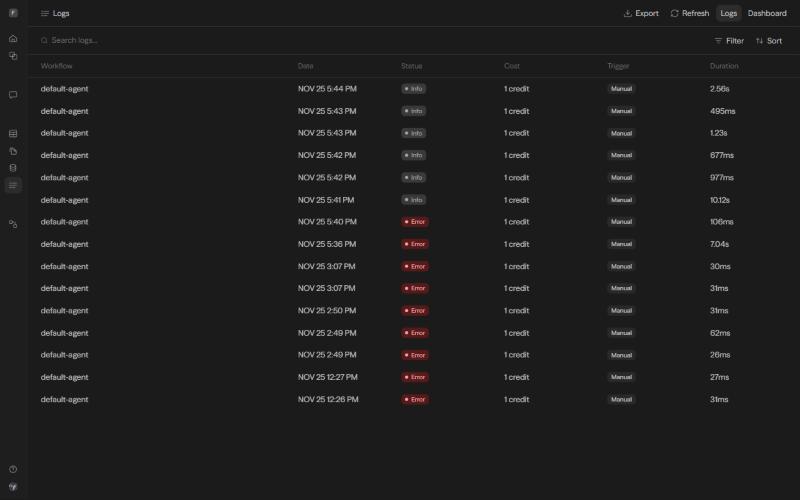 F Logs Export Refresh Logs Dashboard
Search logs... Filter Sort
Workflow Date Status Cost Trigger Duration
default-agent NOV 25 5:44 PM Info 1 credit Manual 2.56s
default-agent NOV 25 5:43 PM Info 1 credit Manual 495ms
default-agent NOV 25 5:43 PM Info 1 credit Manual 1.23s
default-agent NOV 25 5:42 PM Info 1 credit Manual 677ms
default-agent NOV 25 5:42 PM Info 1 credit Manual 977ms
default-agent NOV 25 5:41 PM Info 1 credit Manual 10.12s
default-agent NOV 25 5:40 PM Error 1 credit Manual 106ms
default-agent NOV 25 5:36 PM Error 1 credit Manual 7.04s
default-agent NOV 25 3:07 PM Error 1 credit Manual 30ms
default-agent NOV 25 3:07 PM Error 1 credit Manual 31ms
default-agent NOV 25 2:50 PM Error 1 credit Manual 31ms
default-agent NOV 25 2:49 PM Error 1 credit Manual 62ms
default-agent NOV 25 2:49 PM Error 1 credit Manual 26ms
default-agent NOV 25 12:27 PM Error 1 credit Manual 27ms
default-agent NOV 25 12:26 PM Error 1 credit Manual 31ms